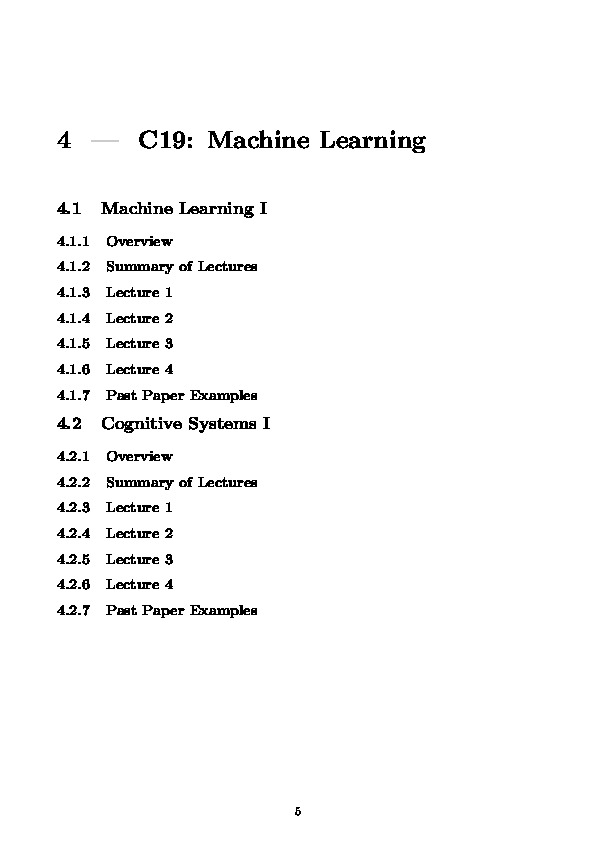 4 — C19: Machine Learning
4.1 Machine Learning I
4.1.1 Overview
4.1.2 Summary of Lectures
4.1.3 Lecture 1
4.1.4 Lecture 2
4.1.5 Lecture 3
4.1.6 Lecture 4
4.1.7 Past Paper Examples
4.2 Cognitive Systems I
4.2.1 Overview
4.2.2 Summary of Lectures
4.2.3 Lecture 1
4.2.4 Lecture 2
4.2.5 Lecture 3
4.2.6 Lecture 4
4.2.7 Past Paper Examples
5